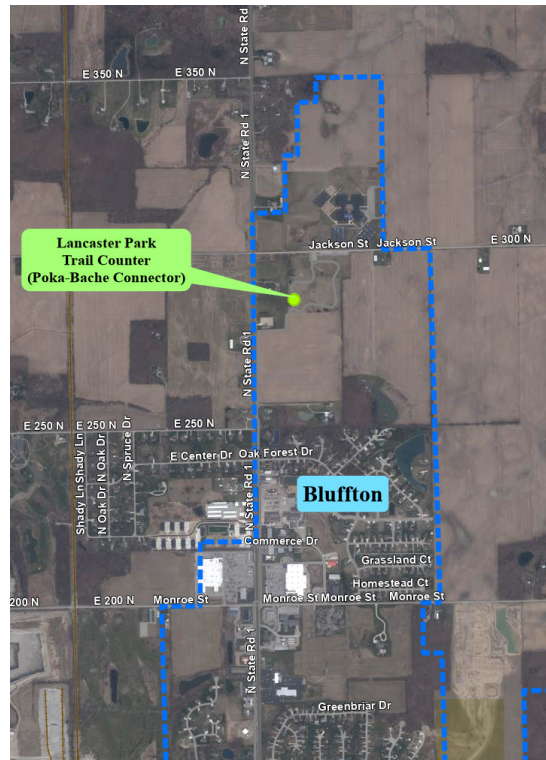 N State Rd
E 350 N
E 350 N
N State Rd 1
Lancaster Park
Trail Counter
(Poka-Bache Connector)
Jackson St
Jackson St
E 300 N
N State Rd 1
E 250 N
E 250 N
Shady Ln
Shady Ln
N Oak Dr
N Oak Dr
N Spruce Dr
E Center Dr
Oak Forest Dr
N State Rd 1
Bluffton
Commerce Dr
Grassland Ct
Homestead Ct
200 N
E 200 N
Monroe St
Monroe St
Monroe St
Monroe St
N State Rd 1
Greenbriar Dr